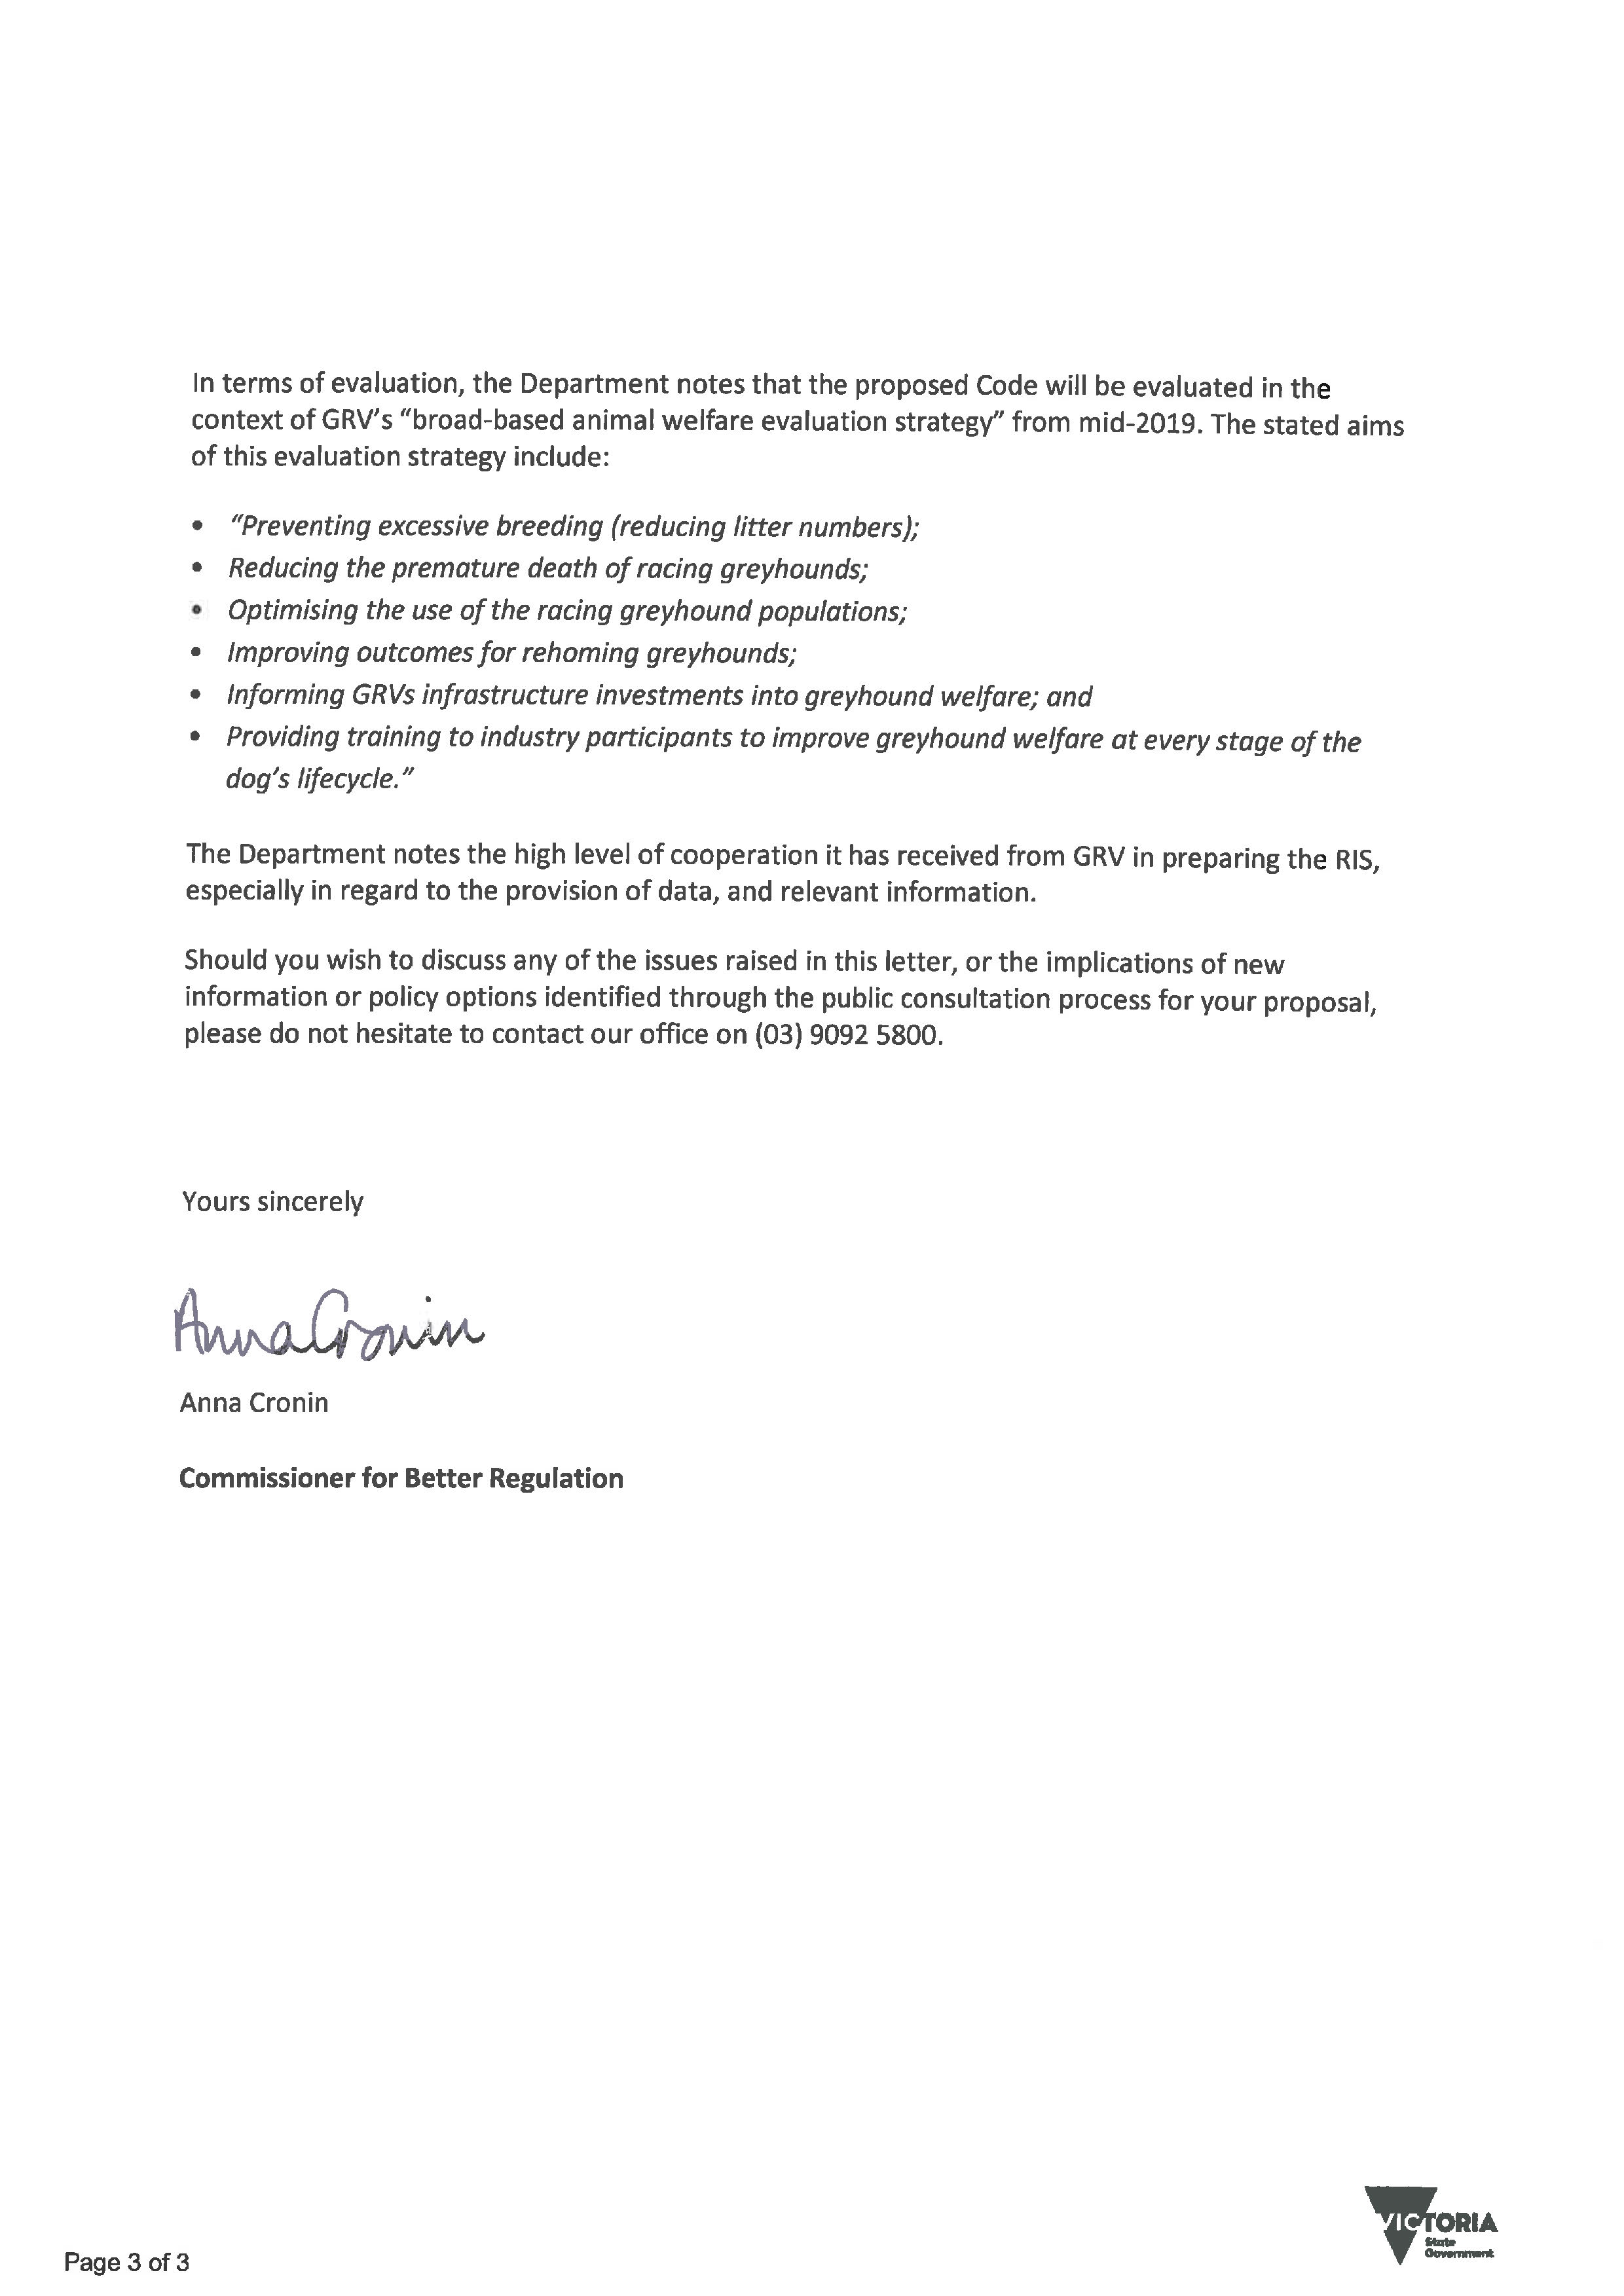 In terms of evaluation, the Department notes that the proposed Code will be evaluated in the
context of GRV's "broad-based animal welfare evaluation strategy" from mid-2019. The stated aims
of this evaluation strategy include:
• "Preventing excessive breeding (reducing litter numbers);
• Reducing the premature death of racing greyhounds;
• Optimising the use of the racing greyhound populations;
• Improving outcomes for rehoming greyhounds;
• Informing GRVs infrastructure investments into greyhound welfare; and
• Providing training to industry participants to improve greyhound welfare at every stage of the
dog's lifecycle."
The Department notes the high level of cooperation it has received from GRV in preparing the RIS,
especially in regard to the provision of data, and relevant information.
Should you wish to discuss any of the issues raised in this letter, or the implications of new
information or policy options identified through the public consultation process for your proposal,
please do not hesitate to contact our office on (03) 9092 5800.
Yours sincerely
Anna Cronin
Anna Cronin
Commissioner for Better Regulation
VICTORIA
State
Government
Page 3 of 3